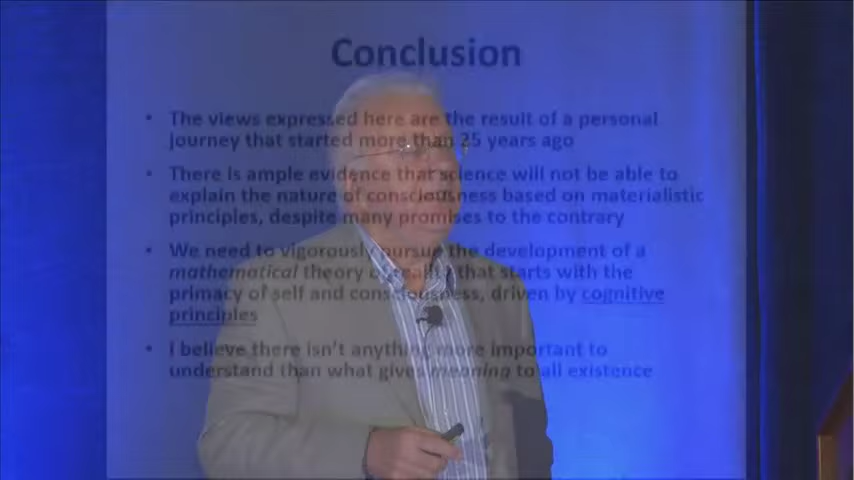 Conclusion
• The views expressed here are the result of a personal
journey that started more than 25 years ago
• There is ample evidence that science will not be able to
explain the nature of consciousness based on materialistic
principles, despite many promises to the contrary
• We need to vigorously pursue the development of a
mathematical theory of reality that starts with the
primacy of self and consciousness, driven by cognitive
principles
• I believe there isn't anything more important to
understand than what gives meaning to all existence